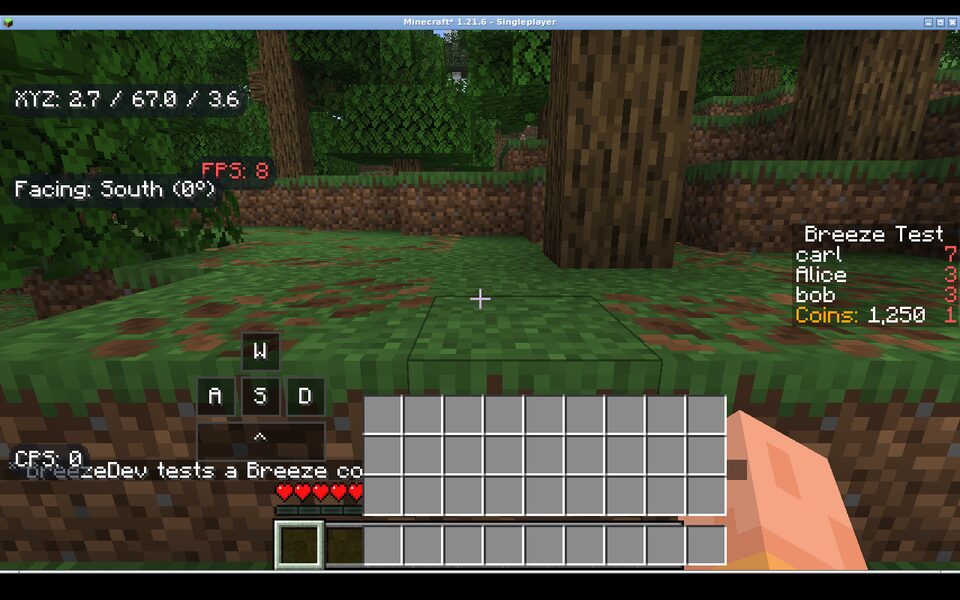 Minecraft* 1.21.6 - Singleplayer
XYZ: 2.7 / 67.0 / 3.6
FPS: 8
Facing: South (0°)
Breeze Test
carl 7
Alice 3
bob 3
Coins: 1,250 1
W
A S D
^
CPS: 0
BreezeDev tests a Breeze co